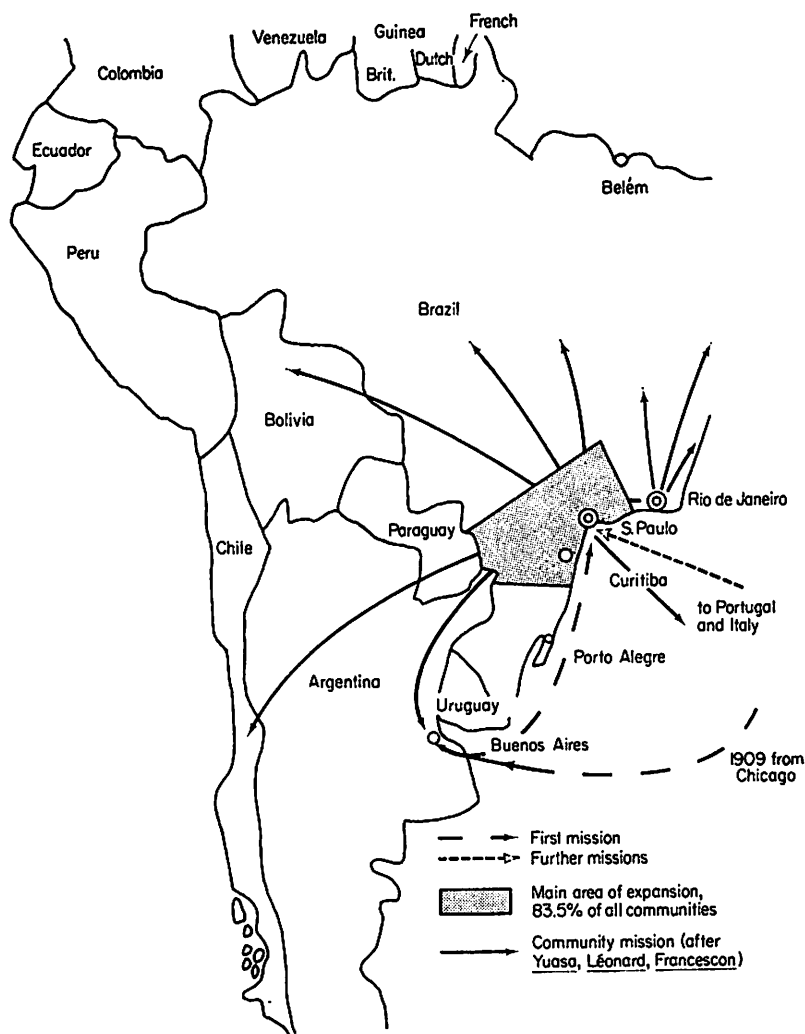 French
Guinea
Venezuela
Dutch
Brit.
Colombia
Ecuador
Belém
Peru
Brazil
Bolivia
Rio de Janeiro
Paraguay
S. Paulo
Chile
Curitiba
to Portugal
and Italy
Porto Alegre
Argentina
Uruguay
Buenos Aires
1909 from
Chicago
First mission
Further missions
Main area of expansion,
83.5% of all communities
Community mission (after
Yuasa, Léonard, Francescon)